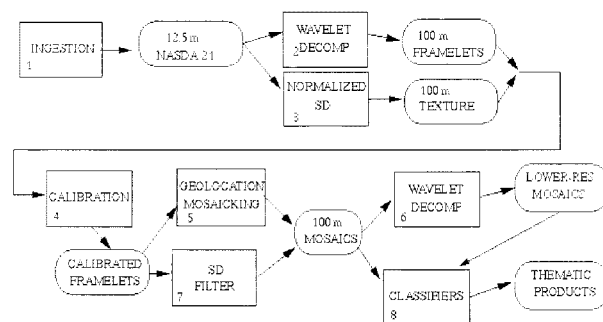 INGESTION
1
12.5 m
NASDA 2.1
WAVELET
DECOMP
2
100 m
FRAMELETS
NORMALIZED
SD
3
100 m
TEXTURE
CALIBRATION
4
CALIBRATED
FRAMELETS
GEOLOCATION
MOSAICKING
5
SD
FILTER
7
100 m
MOSAICS
WAVELET
DECOMP
6
LOWER-RES
MOSAICS
CLASSIFIERS
8
THEMATIC
PRODUCTS